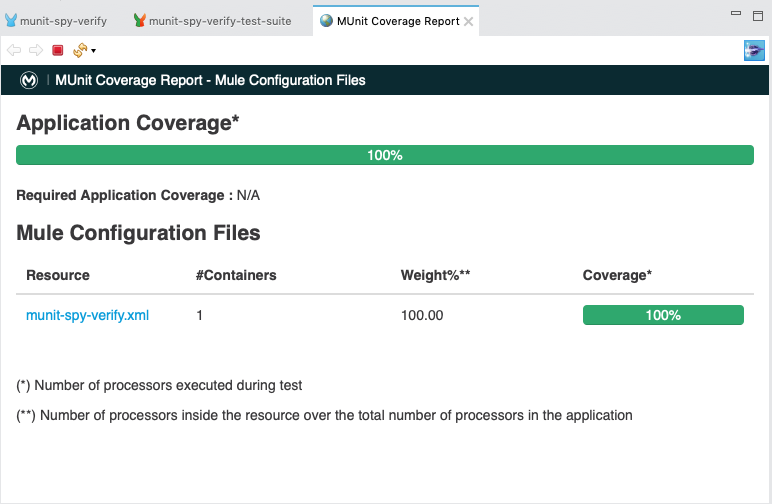 munit-spy-verify munit-spy-verify-test-suite MUnit Coverage Report
MUnit Coverage Report - Mule Configuration Files
Application Coverage*
100%
Required Application Coverage : N/A
Mule Configuration Files
Resource #Containers Weight%** Coverage*
munit-spy-verify.xml 1 100.00 100%
(*) Number of processors executed during test
(**) Number of processors inside the resource over the total number of processors in the application